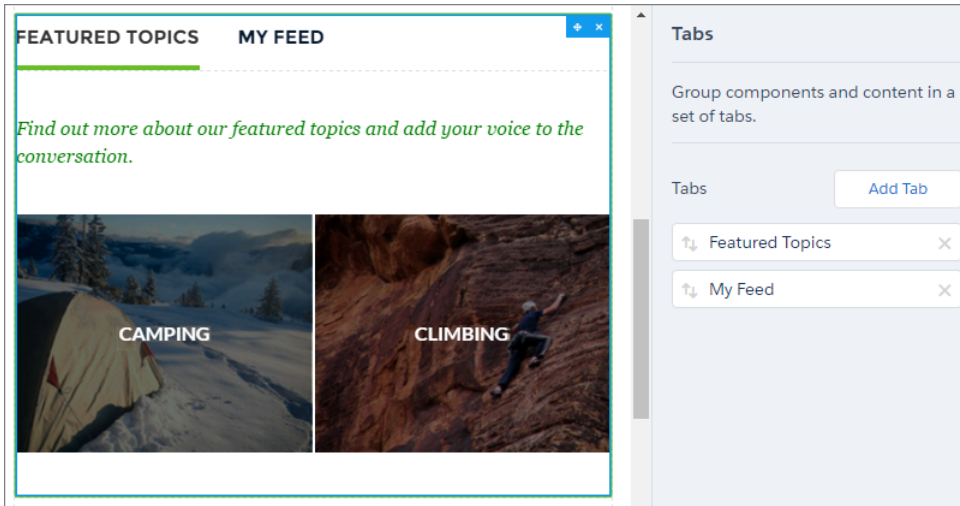 FEATURED TOPICS MY FEED
Find out more about our featured topics and add your voice to the
conversation.
CAMPING CLIMBING
Tabs
Group components and content in a
set of tabs.
Tabs Add Tab
Featured Topics
My Feed